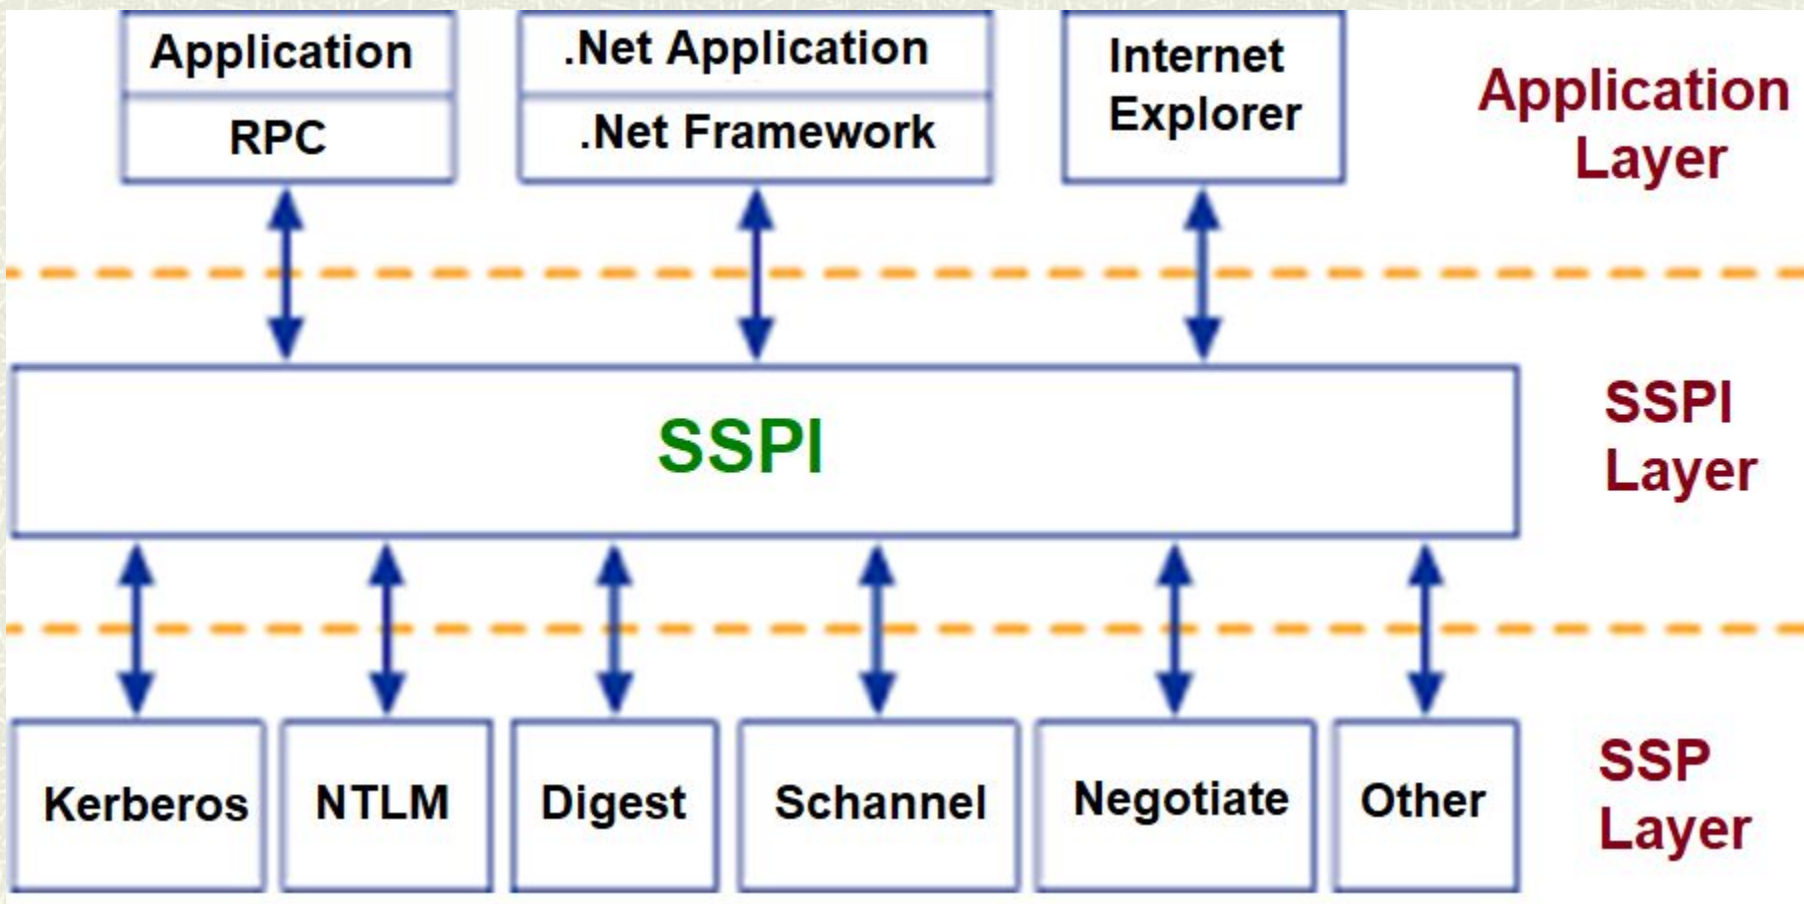 Application
RPC
.Net Application
.Net Framework
Internet
Explorer
Application
Layer
SSPI
SSPI
Layer
Kerberos
NTLM
Digest
Schannel
Negotiate
Other
SSP
Layer